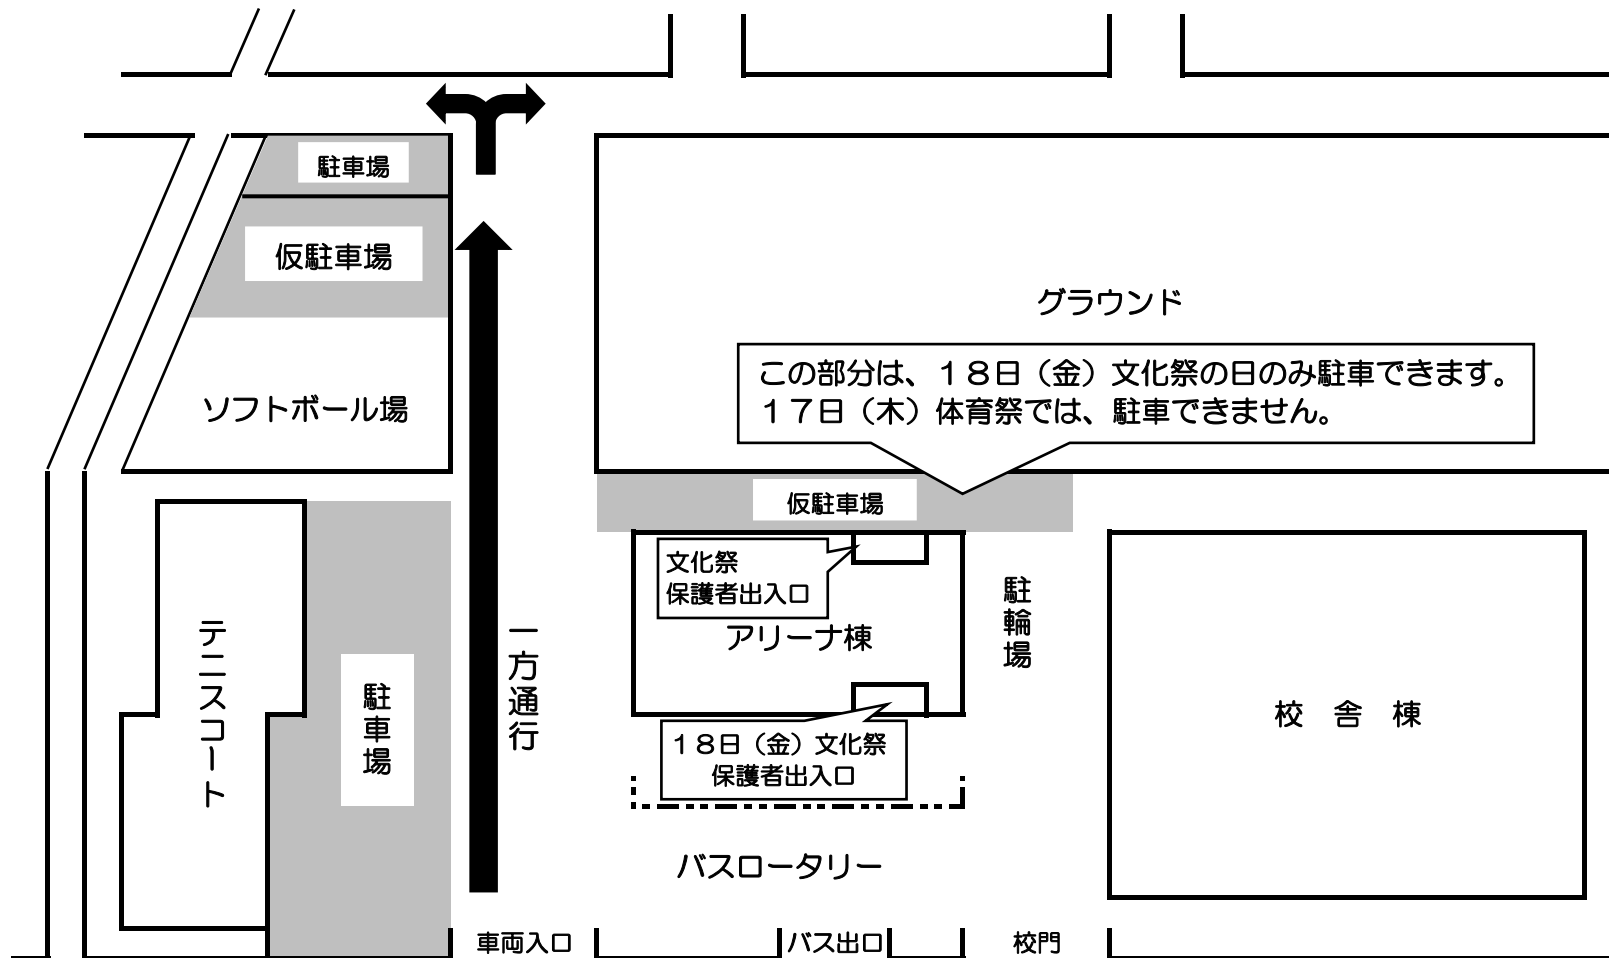 駐車場
仮駐車場
グラウンド
この部分は、１８日（金）文化祭の日のみ駐車できます。
１７日（木）体育祭では、駐車できません。
ソフトボール場
仮駐車場
文化祭
保護者出入口
アリーナ棟
駐輪場
テニスコート
駐車場
一方通行
校　舎　棟
１８日（金）文化祭
保護者出入口
バスロータリー
車両入口
バス出口
校門